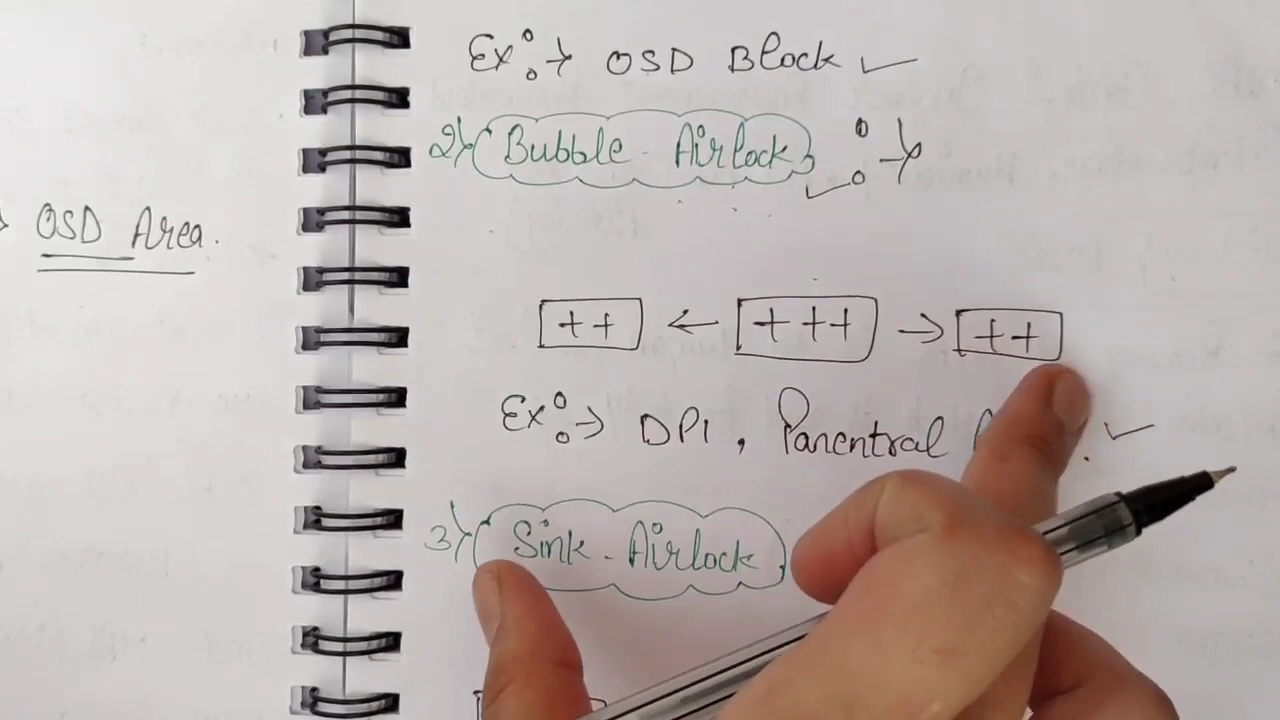 Ex:→ OSD Block ✓
2) Bubble - Airlock :→
→ OSD Area.
++ ← +++ → ++
Ex:→ DPI, Parentral
3) Sink - Airlock